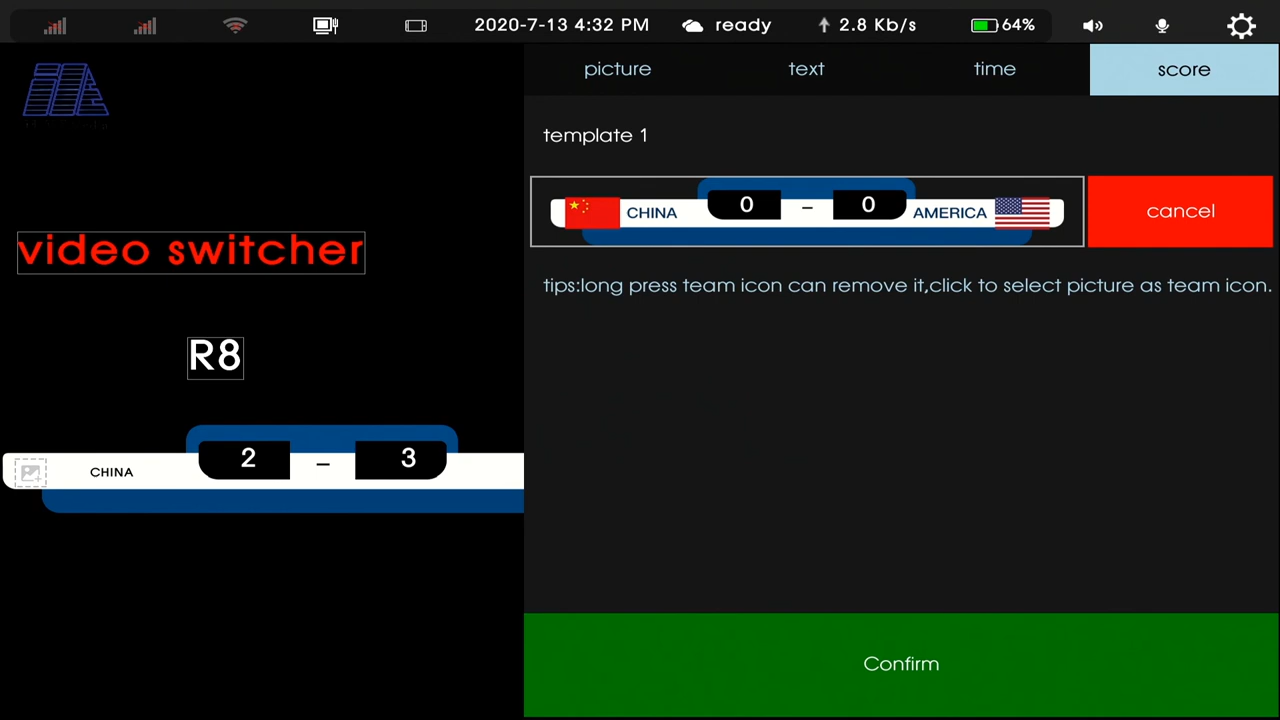 2020-7-13 4:32 PM ready 2.8 Kb/s 64%
picture text time score
template 1
CHINA 0 – 0 AMERICA cancel
tips:long press team icon can remove it,click to select picture as team icon.
video switcher
R8
CHINA 2 – 3
Confirm